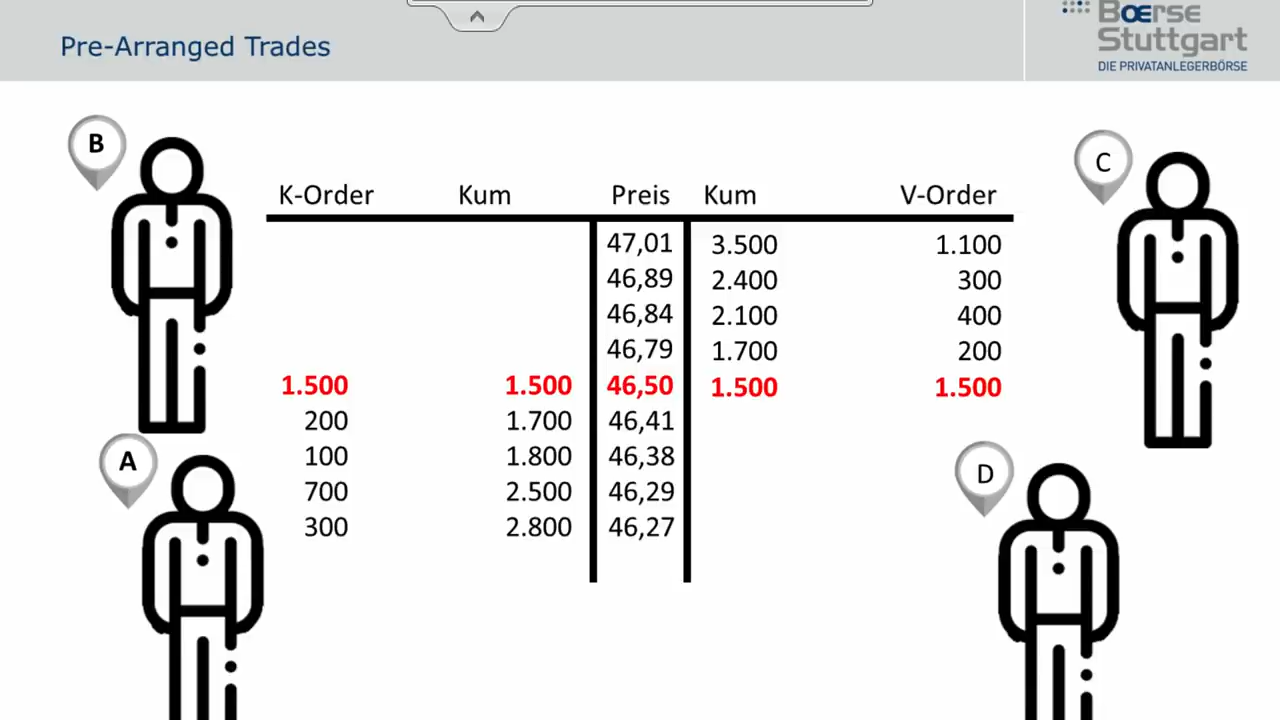 Pre-Arranged Trades
Boerse
Stuttgart
DIE PRIVATANLEGERBÖRSE
B
C
K-Order Kum Preis Kum V-Order
47,01 3.500 1.100
46,89 2.400 300
46,84 2.100 400
46,79 1.700 200
1.500 1.500 46,50 1.500 1.500
200 1.700 46,41
100 1.800 46,38
700 2.500 46,29
300 2.800 46,27
A
D